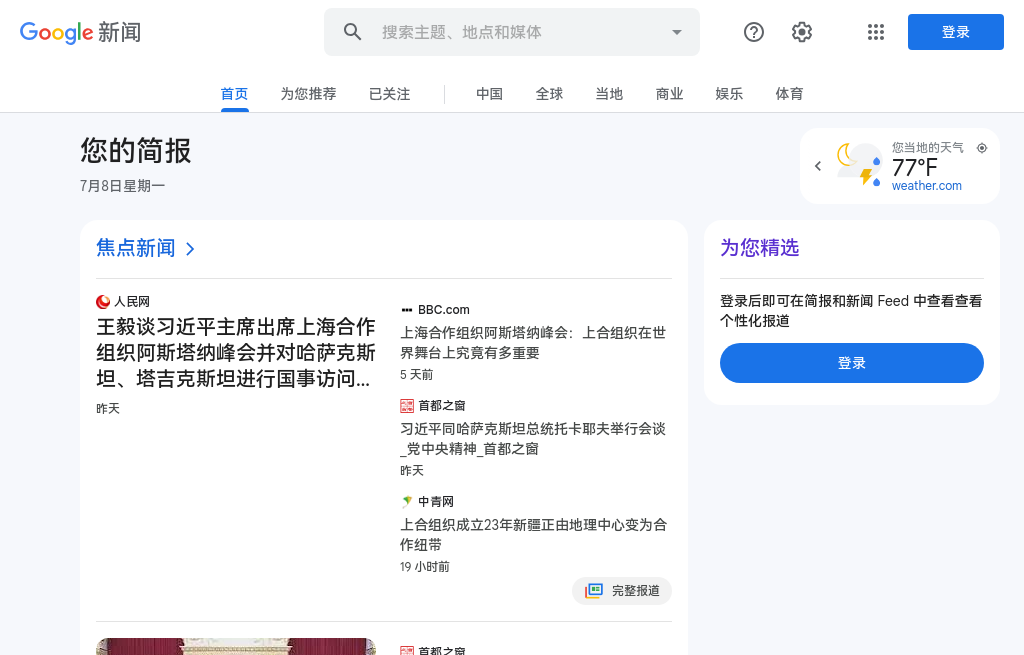 Google 新闻
搜索主题、地点和媒体
登录
首页
为您推荐
已关注
中国
全球
当地
商业
娱乐
体育
您的简报
7月8日星期一
您当地的天气
77°F
weather.com
焦点新闻
人民网
王毅谈习近平主席出席上海合作
组织阿斯塔纳峰会并对哈萨克斯
坦、塔吉克斯坦进行国事访问...
昨天
BBC.com
上海合作组织阿斯塔纳峰会：上合组织在世
界舞台上究竟有多重要
5 天前
首都之窗
习近平同哈萨克斯坦总统托卡耶夫举行会谈
_党中央精神_首都之窗
昨天
中青网
上合组织成立23年新疆正由地理中心变为合
作纽带
19 小时前
完整报道
首都之窗
为您精选
登录后即可在简报和新闻 Feed 中查看查看
个性化报道
登录